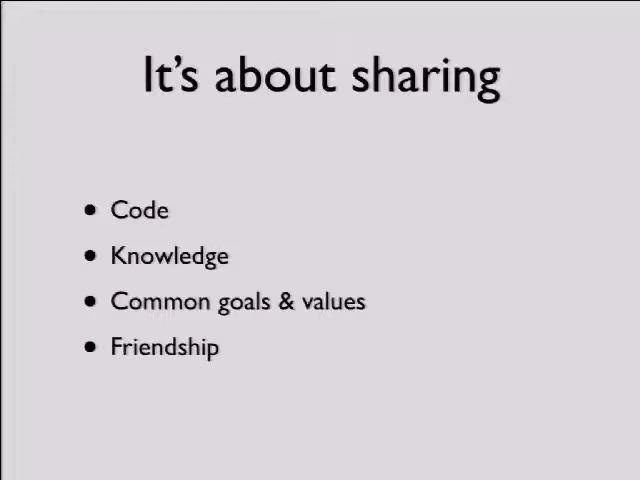 It’s about sharing
• Code
• Knowledge
• Common goals & values
• Friendship